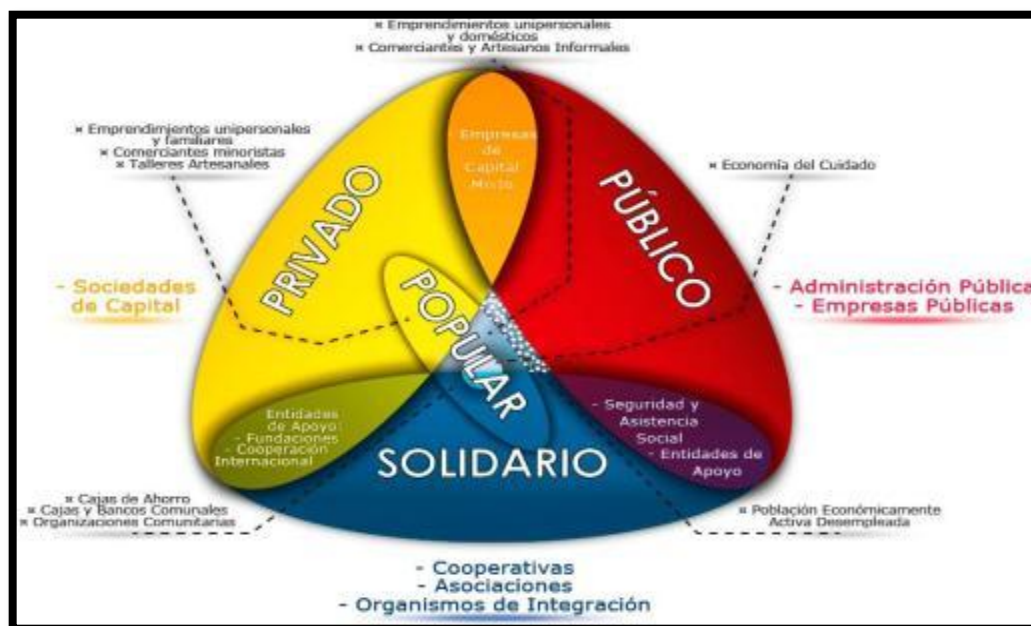 ¤ Emprendimientos unipersonales
y domésticos
¤ Comerciantes y Artesanos Informales
¤ Emprendimientos unipersonales
y familiares
¤ Comerciantes minoristas
¤ Talleres Artesanales
- Empresas
de
Capital
Mixto
¤ Economía del Cuidado
PRIVADO
PÚBLICO
POPULAR
SOLIDARIO
- Sociedades
de Capital
- Administración Pública
- Empresas Públicas
Entidades
de Apoyo:
- Fundaciones
- Cooperación
Internacional
- Seguridad y
Asistencia
Social
- Entidades de
Apoyo
¤ Cajas de Ahorro
¤ Cajas y Bancos Comunales
¤ Organizaciones Comunitarias
¤ Población Económicamente
Activa Desempleada
- Cooperativas
- Asociaciones
- Organismos de Integración